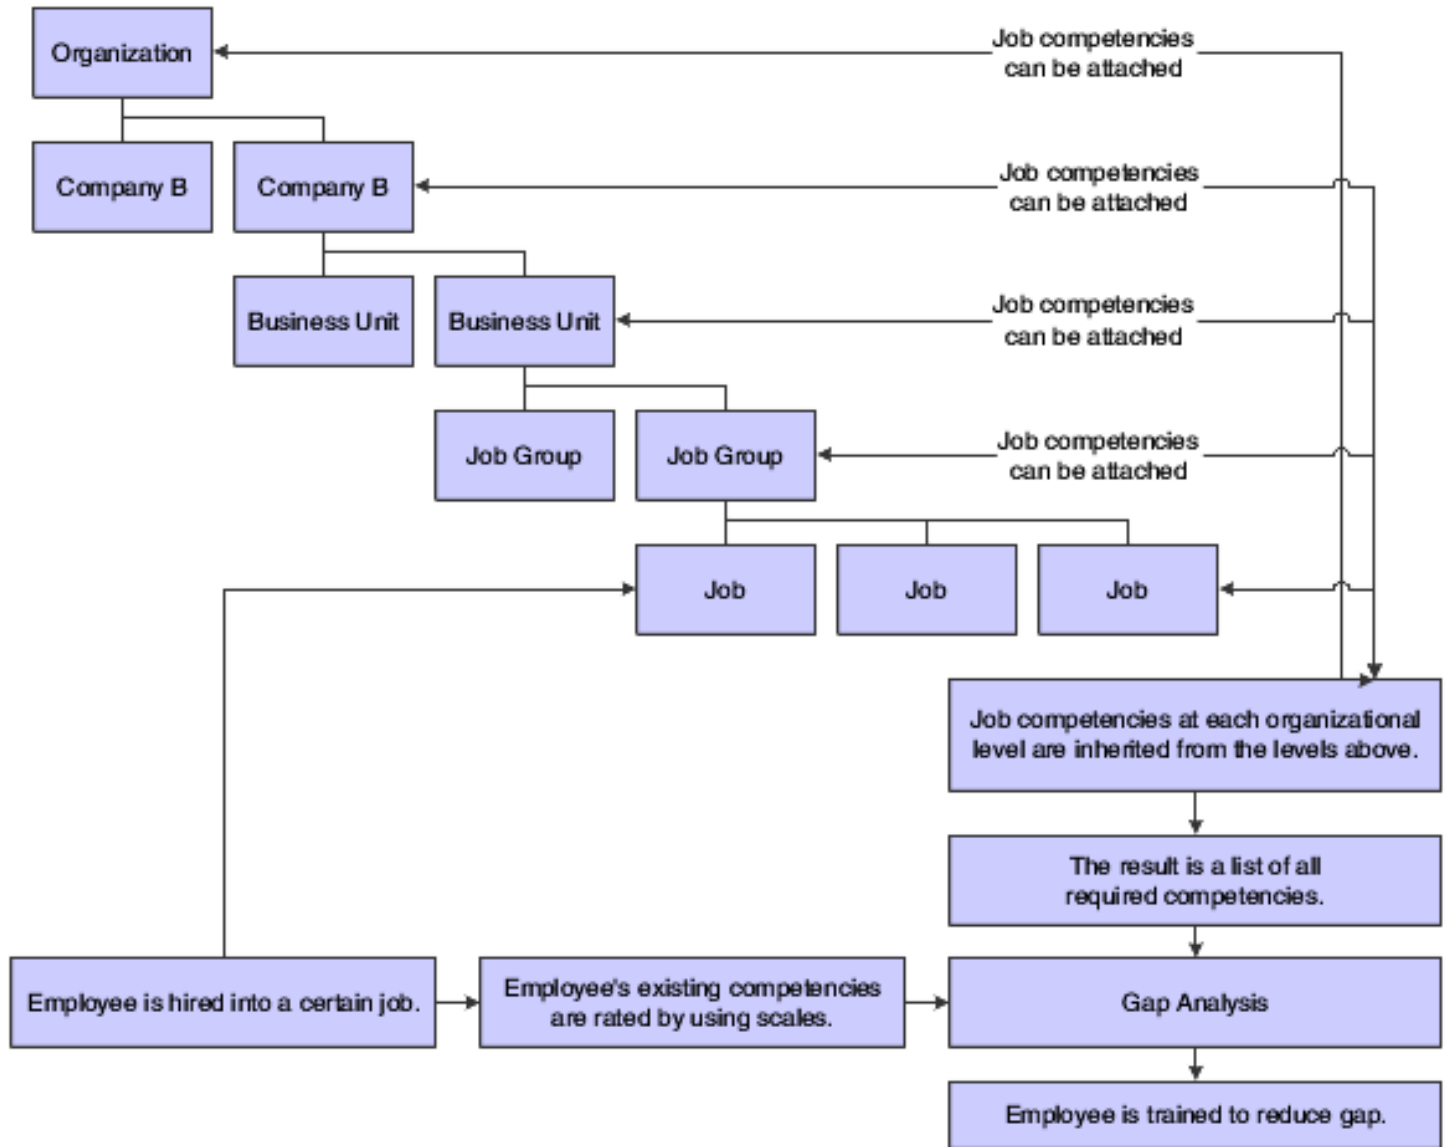 Organization
Job competencies
can be attached
Company B
Company B
Job competencies
can be attached
Business Unit
Business Unit
Job competencies
can be attached
Job Group
Job Group
Job competencies
can be attached
Job
Job
Job
Job competencies at each organizational
level are inherited from the levels above.
The result is a list of all
required competencies.
Employee is hired into a certain job.
Employee's existing competencies
are rated by using scales.
Gap Analysis
Employee is trained to reduce gap.